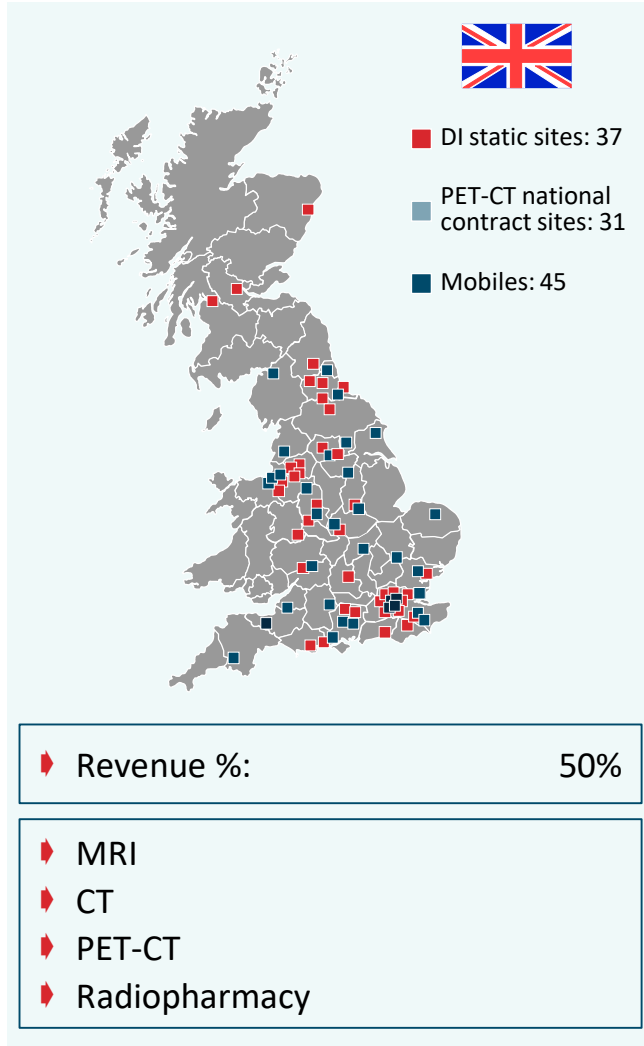 DI static sites: 37
PET-CT national
contract sites: 31
Mobiles: 45
Revenue %: 50%
MRI
CT
PET-CT
Radiopharmacy